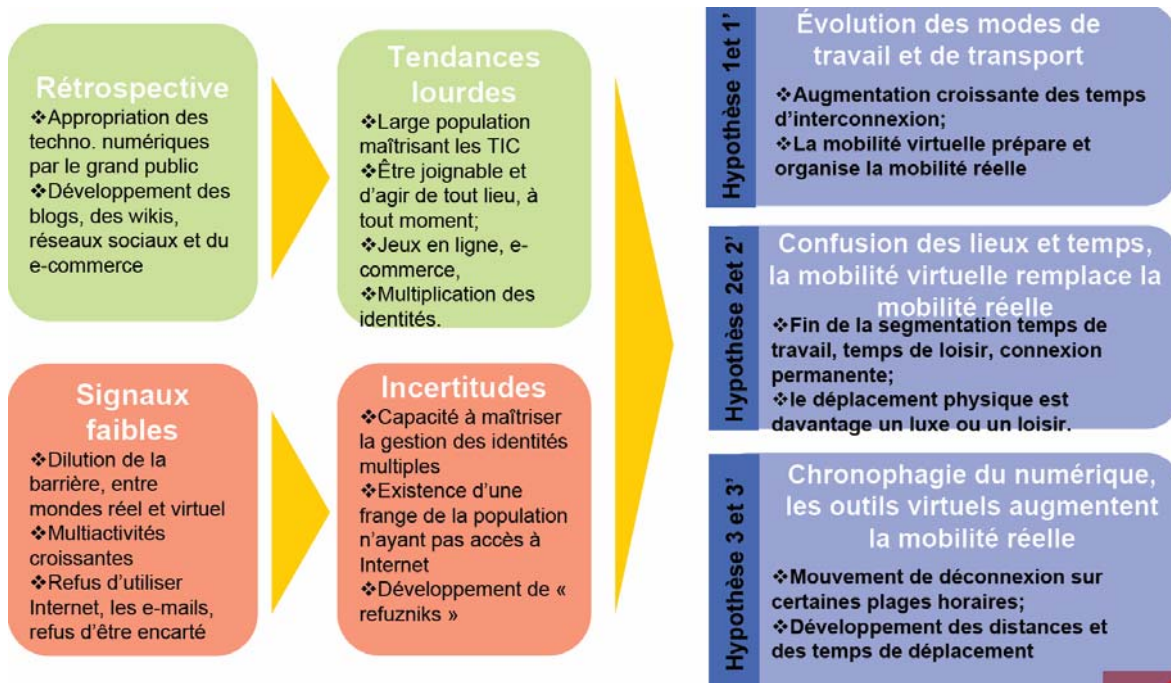 Rétrospective
❖Appropriation des
techno. numériques
par le grand public
❖Développement des
blogs, des wikis,
réseaux sociaux et du
e-commerce
Tendances
lourdes
❖Large population
maîtrisant les TIC
❖Être joignable et
d’agir de tout lieu, à
tout moment;
❖Jeux en ligne, e-
commerce,
❖Multiplication des
identités.
Signaux
faibles
❖Dilution de la
barrière, entre
mondes réel et virtuel
❖Multiactivités
croissantes
❖Refus d’utiliser
Internet, les e-mails,
refus d’être encarté
Incertitudes
❖Capacité à maîtriser
la gestion des identités
multiples
❖Existence d’une
frange de la population
n’ayant pas accès à
Internet
❖Développement de «
refuzniks »
Hypothèse 1et 1’
Évolution des modes de
travail et de transport
❖Augmentation croissante des temps
d’interconnexion;
❖La mobilité virtuelle prépare et
organise la mobilité réelle
Hypothèse 2et 2’
Confusion des lieux et temps,
la mobilité virtuelle remplace la
mobilité réelle
❖Fin de la segmentation temps de
travail, temps de loisir, connexion
permanente;
❖le déplacement physique est
davantage un luxe ou un loisir.
Hypothèse 3 et 3’
Chronophagie du numérique,
les outils virtuels augmentent
la mobilité réelle
❖Mouvement de déconnexion sur
certaines plages horaires;
❖Développement des distances et
des temps de déplacement